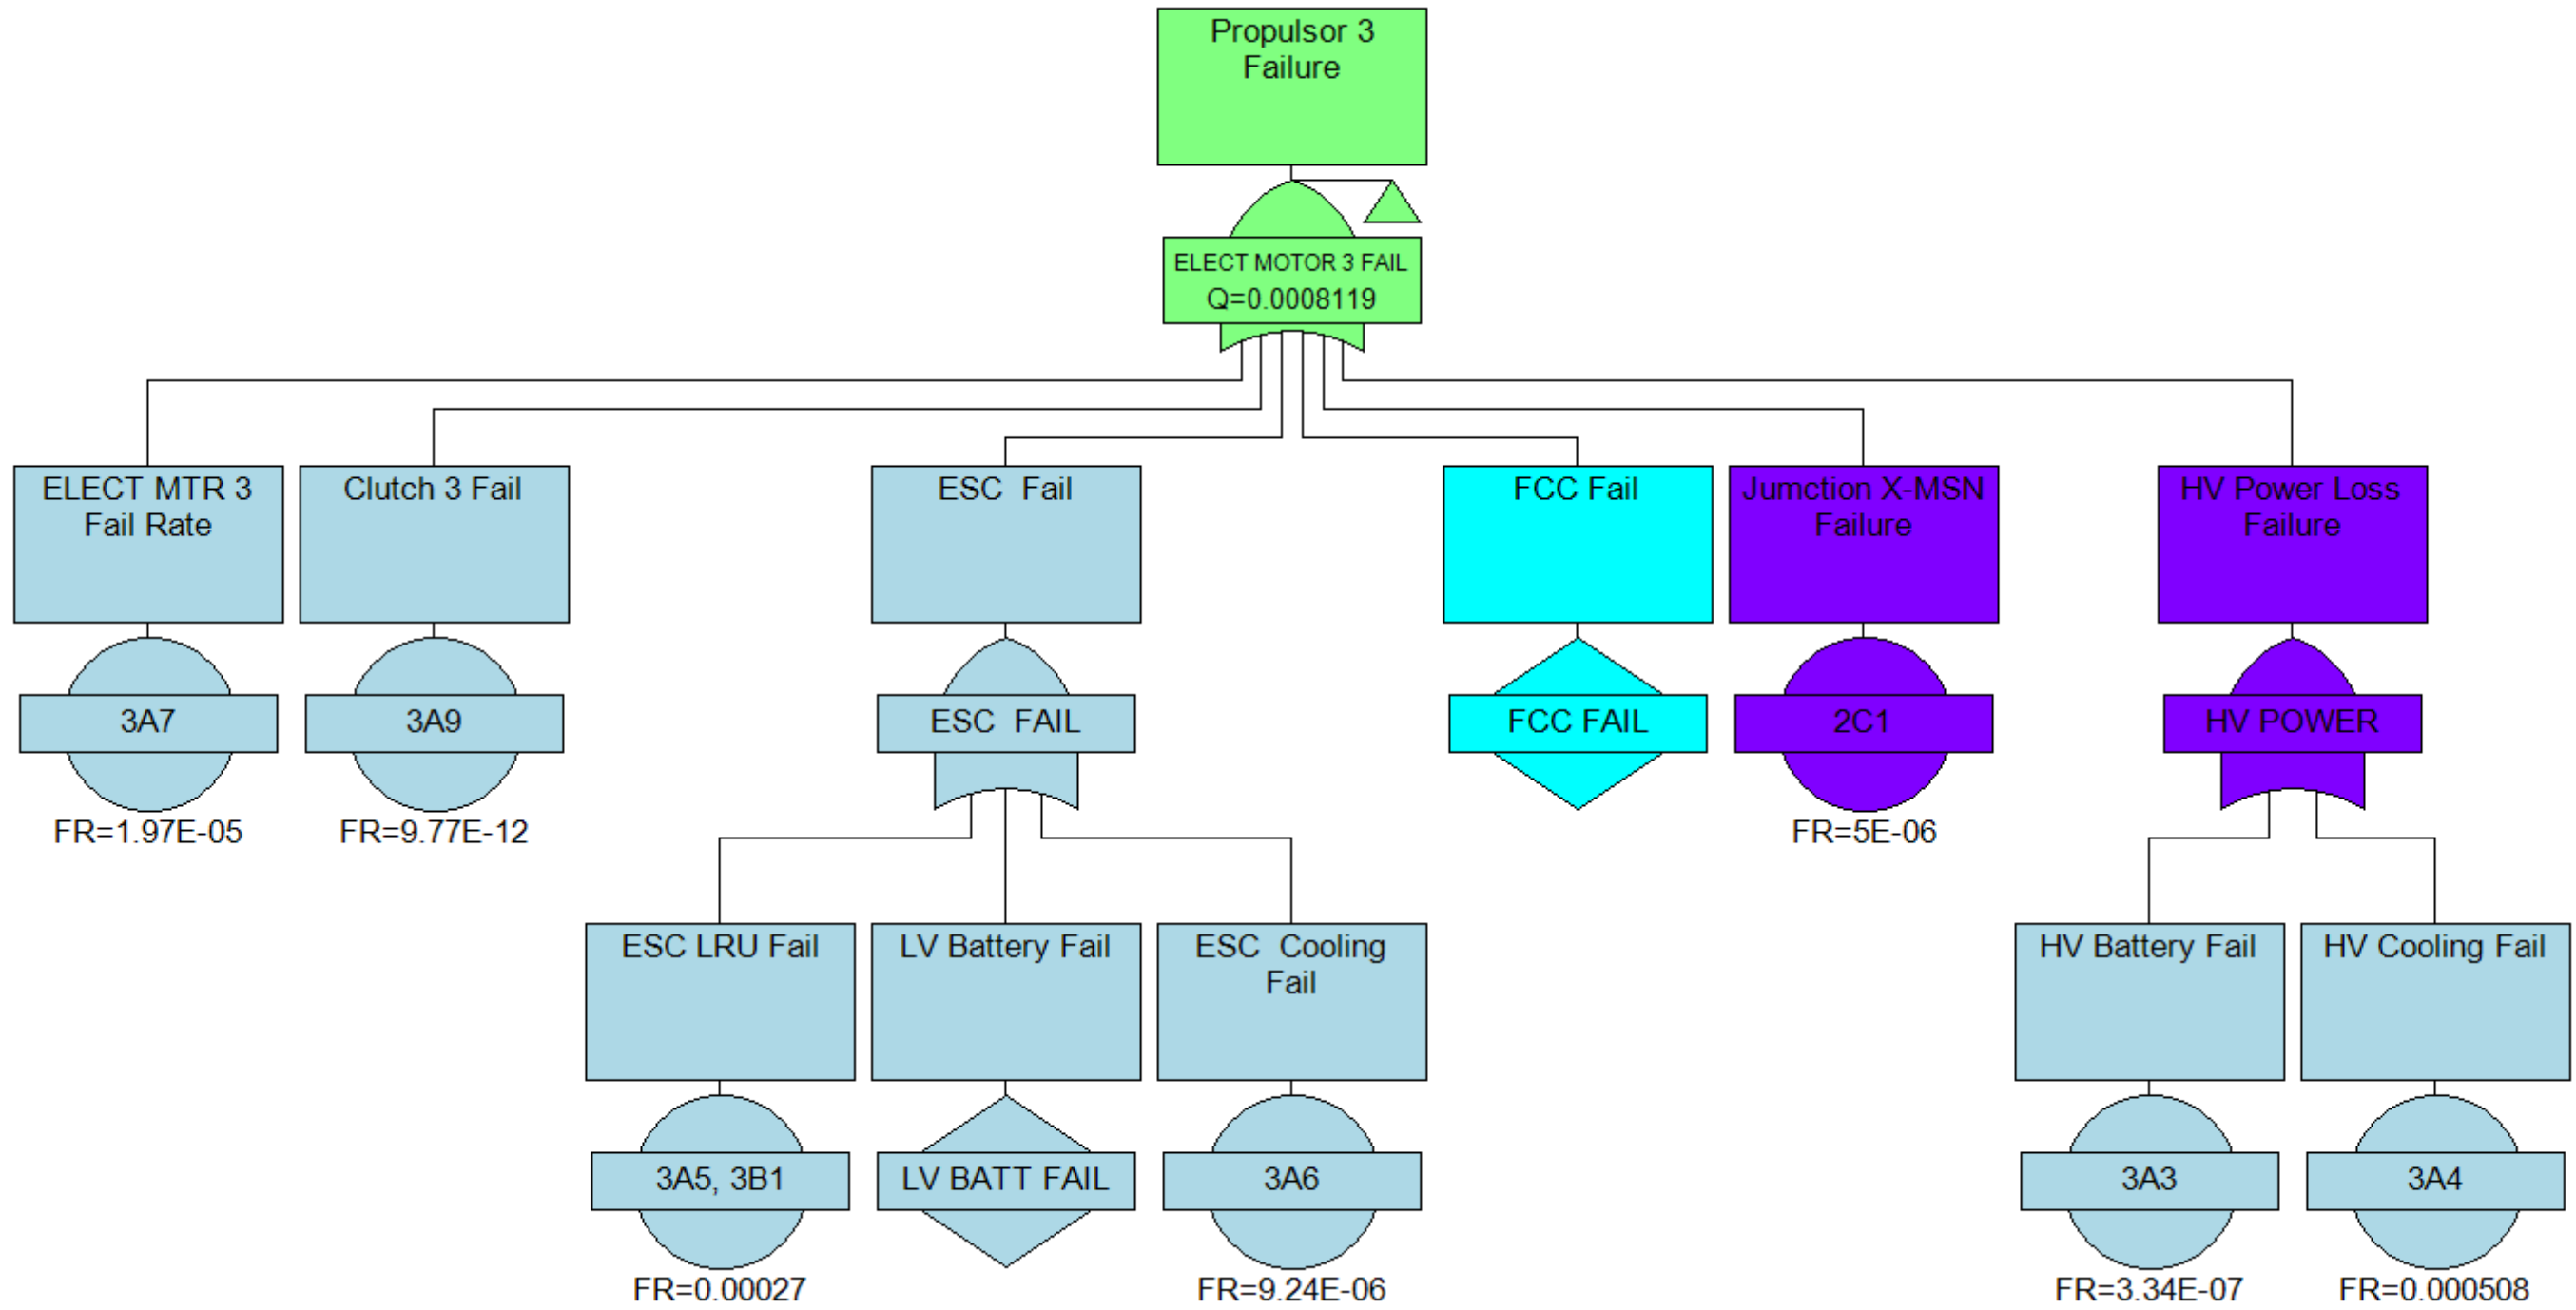 Propulsor 3
Failure
ELECT MOTOR 3 FAIL
Q=0.0008119
ELECT MTR 3
Fail Rate
Clutch 3 Fail
ESC Fail
FCC Fail
Jumction X-MSN
Failure
HV Power Loss
Failure
3A7
3A9
ESC FAIL
FCC FAIL
2C1
HV POWER
FR=1.97E-05
FR=9.77E-12
FR=5E-06
ESC LRU Fail
LV Battery Fail
ESC Cooling
Fail
HV Battery Fail
HV Cooling Fail
3A5, 3B1
LV BATT FAIL
3A6
3A3
3A4
FR=0.00027
FR=9.24E-06
FR=3.34E-07
FR=0.000508